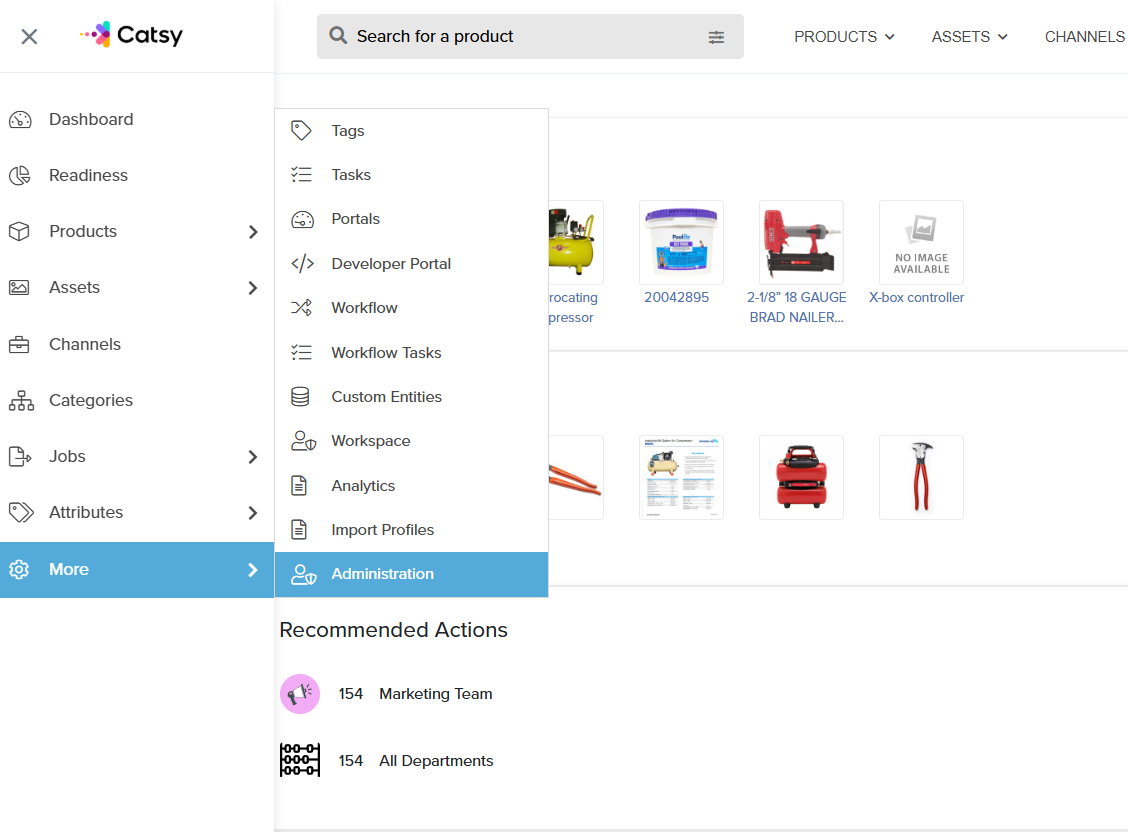 Catsy
Search for a product
PRODUCTS
ASSETS
CHANNELS
Dashboard
Readiness
Products
Assets
Channels
Categories
Jobs
Attributes
More
Tags
Tasks
Portals
Developer Portal
Workflow
Workflow Tasks
Custom Entities
Workspace
Analytics
Import Profiles
Administration
rocating
pressor
20042895
2-1/8" 18 GAUGE
BRAD NAILER...
NO IMAGE
AVAILABLE
X-box controller
Recommended Actions
154 Marketing Team
154 All Departments